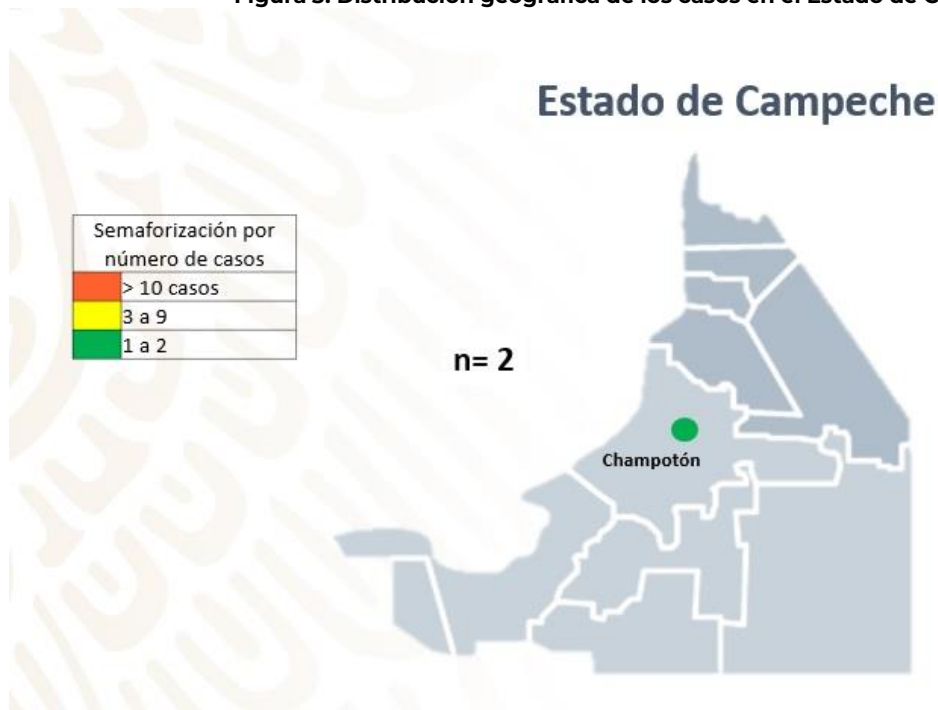 Estado de Campeche
Semaforización por
número de casos
> 10 casos
3 a 9
1 a 2
n= 2
Champotón